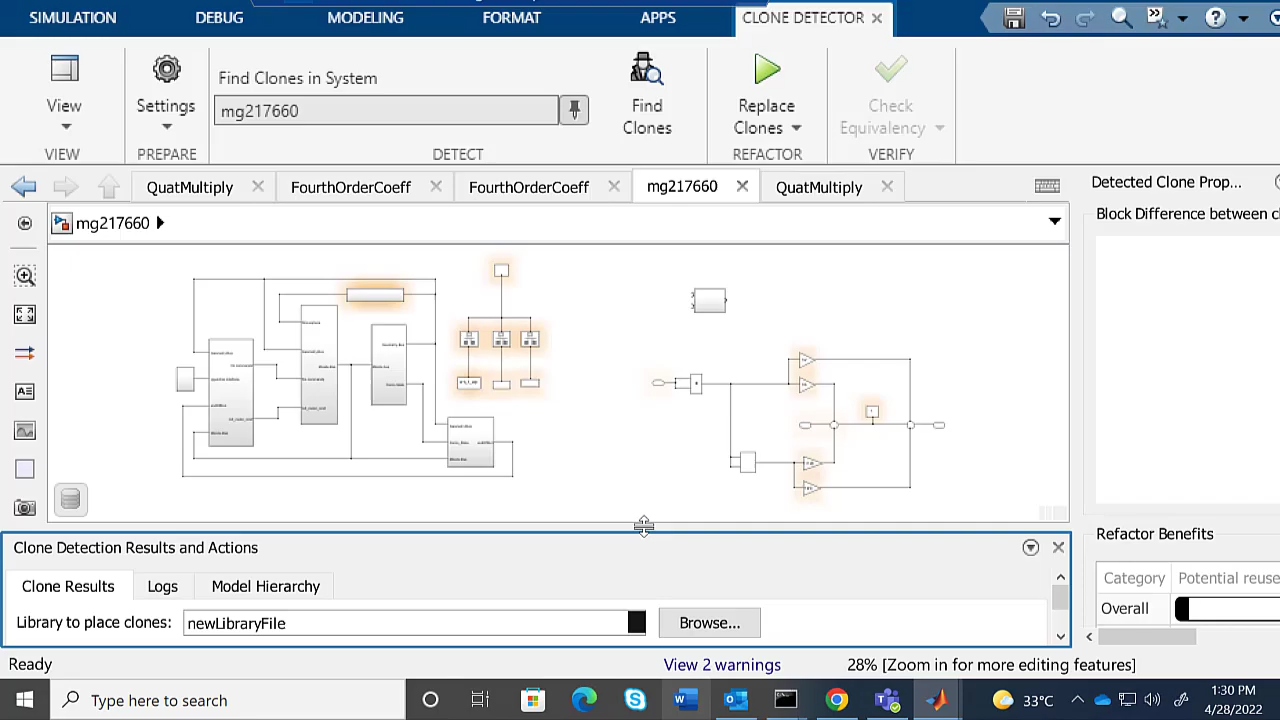 SIMULATION DEBUG MODELING FORMAT APPS CLONE DETECTOR
View Settings Find Clones in System mg217660 Find Clones Replace Clones Check Equivalency
VIEW PREPARE DETECT REFACTOR VERIFY
QuatMultiply FourthOrderCoeff FourthOrderCoeff mg217660 QuatMultiply Detected Clone Prop...
mg217660 Block Difference between cl
Clone Detection Results and Actions Refactor Benefits
Clone Results Logs Model Hierarchy Category Potential reuse
Library to place clones: newLibraryFile Browse... Overall
Ready View 2 warnings 28% [Zoom in for more editing features]
Type here to search 33°C 1:30 PM
4/28/2022